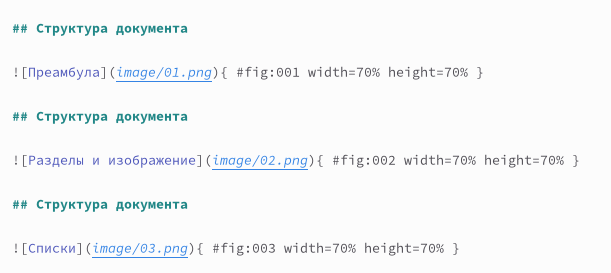 ## Структура документа
![Преамбула](image/01.png){ #fig:001 width=70% height=70% }
## Структура документа
![Разделы и изображение](image/02.png){ #fig:002 width=70% height=70% }
## Структура документа
![Списки](image/03.png){ #fig:003 width=70% height=70% }